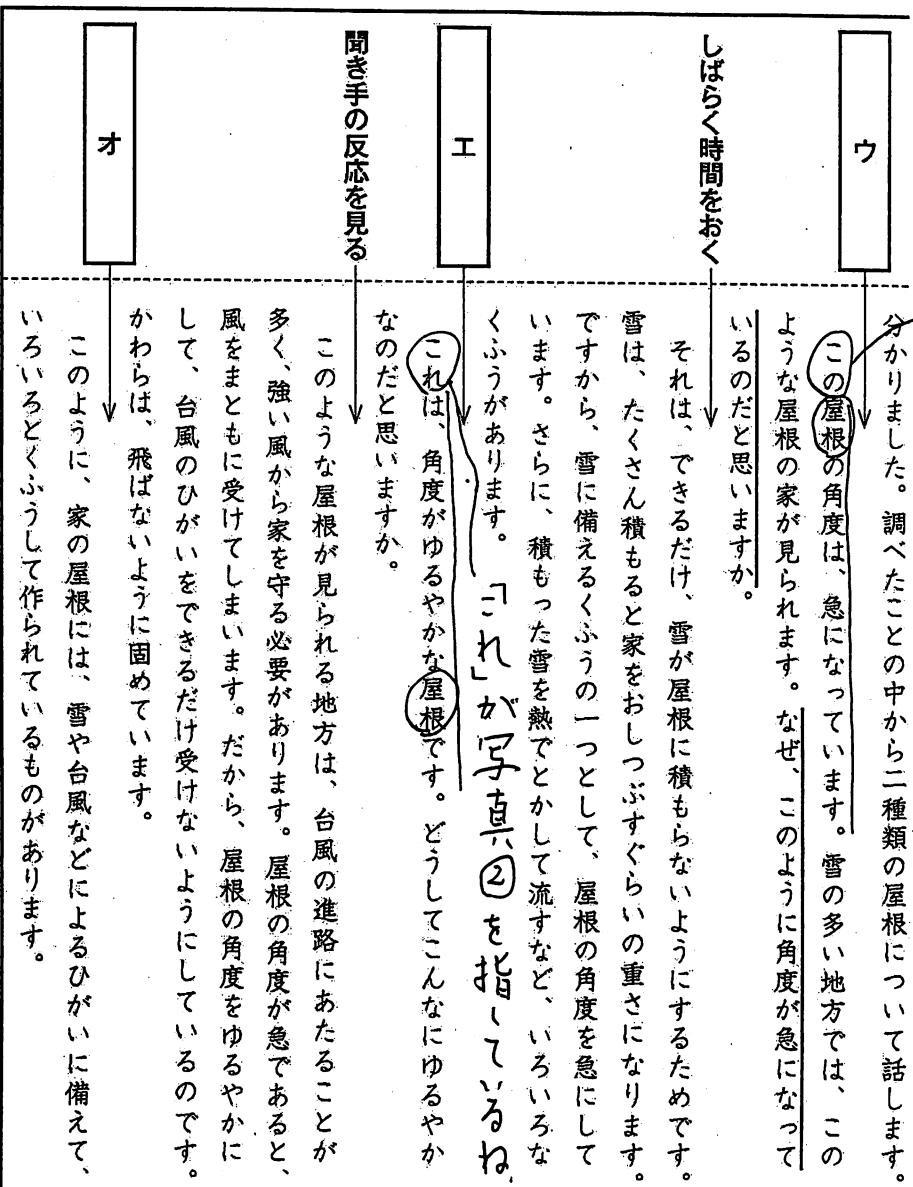 ウ
しばらく時間をおく
エ
聞き手の反応を見る
オ
分かりました。調べたことの中から二種類の屋根について話します。
この屋根の角度は、急になっています。雪の多い地方では、この
ような屋根の家が見られます。なぜ、このように角度が急になって
いるのだと思いますか。
それは、できるだけ、雪が屋根に積もらないようにするためです。
雪は、たくさん積もると家をおしつぶすぐらいの重さになります。
ですから、雪に備えるくふうの一つとして、屋根の角度を急にして
います。さらに、積もった雪を熱でとかして流すなど、いろいろな
くふうがあります。
「これ」が写真②を指しているね、
これは、角度がゆるやかな屋根です。どうしてこんなにゆるやか
なのだと思いますか。
このような屋根が見られる地方は、台風の進路にあたることが
多く、強い風から家を守る必要があります。屋根の角度が急であると、
風をまともに受けてしまいます。だから、屋根の角度をゆるやかに
して、台風のひがいをできるだけ受けないようにしているのです。
かわらは、飛ばないように固めています。
このように、家の屋根には、雪や台風などによるひがいに備えて、
いろいろとくふうして作られているものがあります。